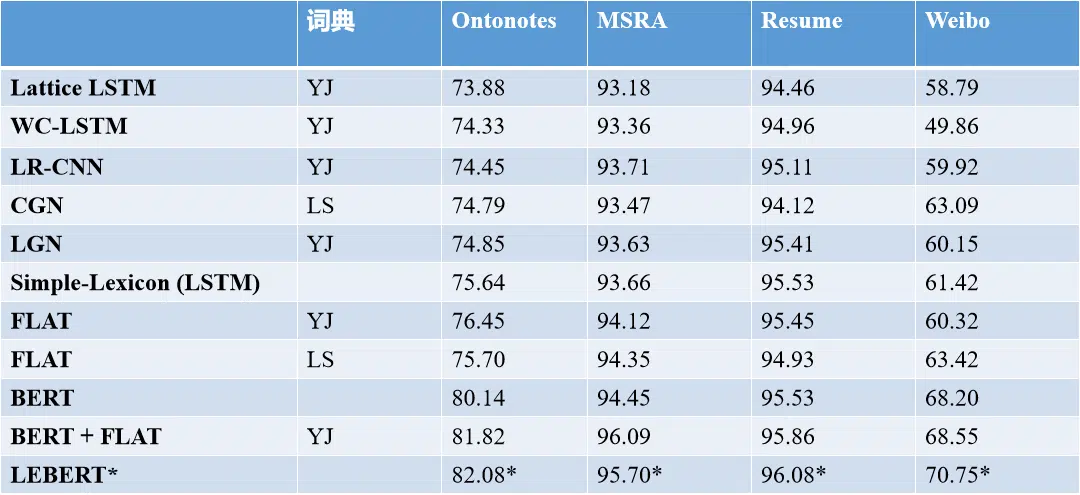 词典 Ontonotes MSRA Resume Weibo
Lattice LSTM YJ 73.88 93.18 94.46 58.79
WC-LSTM YJ 74.33 93.36 94.96 49.86
LR-CNN YJ 74.45 93.71 95.11 59.92
CGN LS 74.79 93.47 94.12 63.09
LGN YJ 74.85 93.63 95.41 60.15
Simple-Lexicon (LSTM) 75.64 93.66 95.53 61.42
FLAT YJ 76.45 94.12 95.45 60.32
FLAT LS 75.70 94.35 94.93 63.42
BERT 80.14 94.45 95.53 68.20
BERT + FLAT YJ 81.82 96.09 95.86 68.55
LEBERT* 82.08* 95.70* 96.08* 70.75*